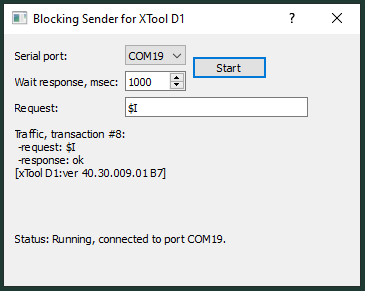 Blocking Sender for XTool D1
Serial port: COM19
Start
Wait response, msec: 1000
Request: $I
Traffic, transaction #8:
-request: $I
-response: ok
[xTool D1:ver 40.30.009.01 B7]
Status: Running, connected to port COM19.